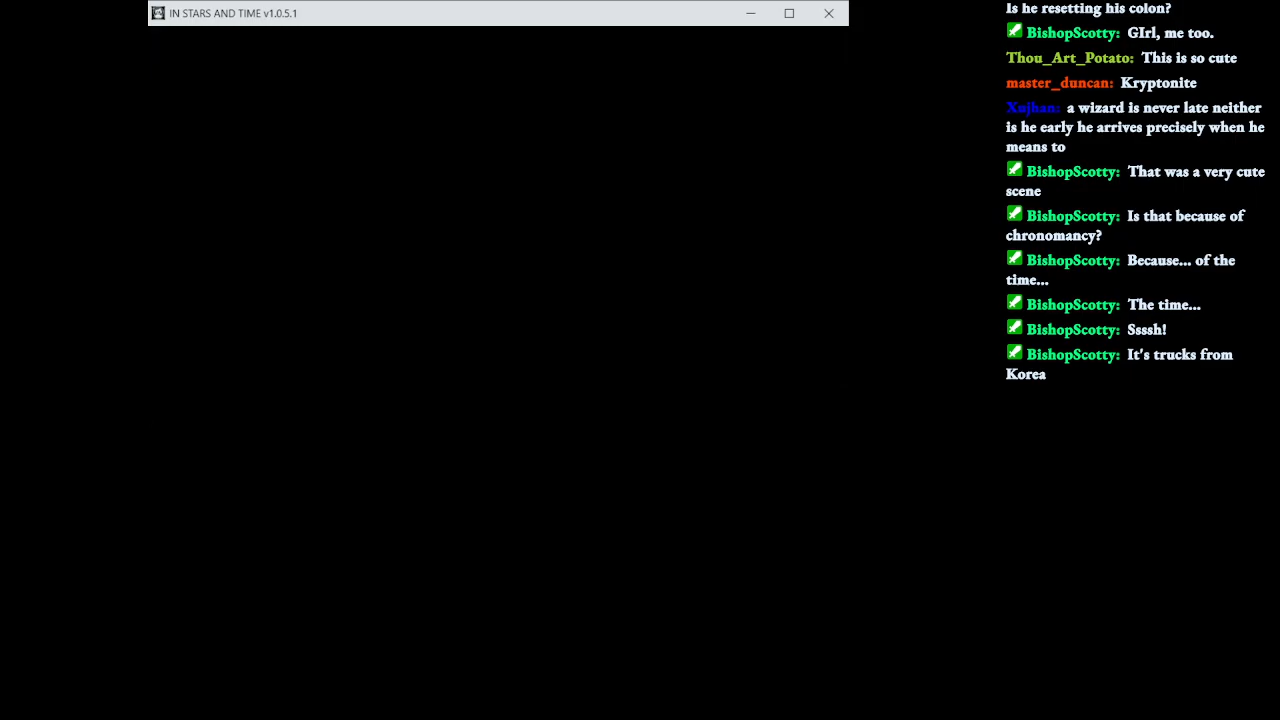 IN STARS AND TIME v1.0.5.1
Is he resetting his colon?
BishopScotty: GIrl, me too.
Thou_Art_Potato: This is so cute
master_duncan: Kryptonite
Xujhan: a wizard is never late neither
is he early he arrives precisely when he
means to
BishopScotty: That was a very cute
scene
BishopScotty: Is that because of
chronomancy?
BishopScotty: Because... of the
time...
BishopScotty: The time...
BishopScotty: Ssssh!
BishopScotty: It's trucks from
Korea